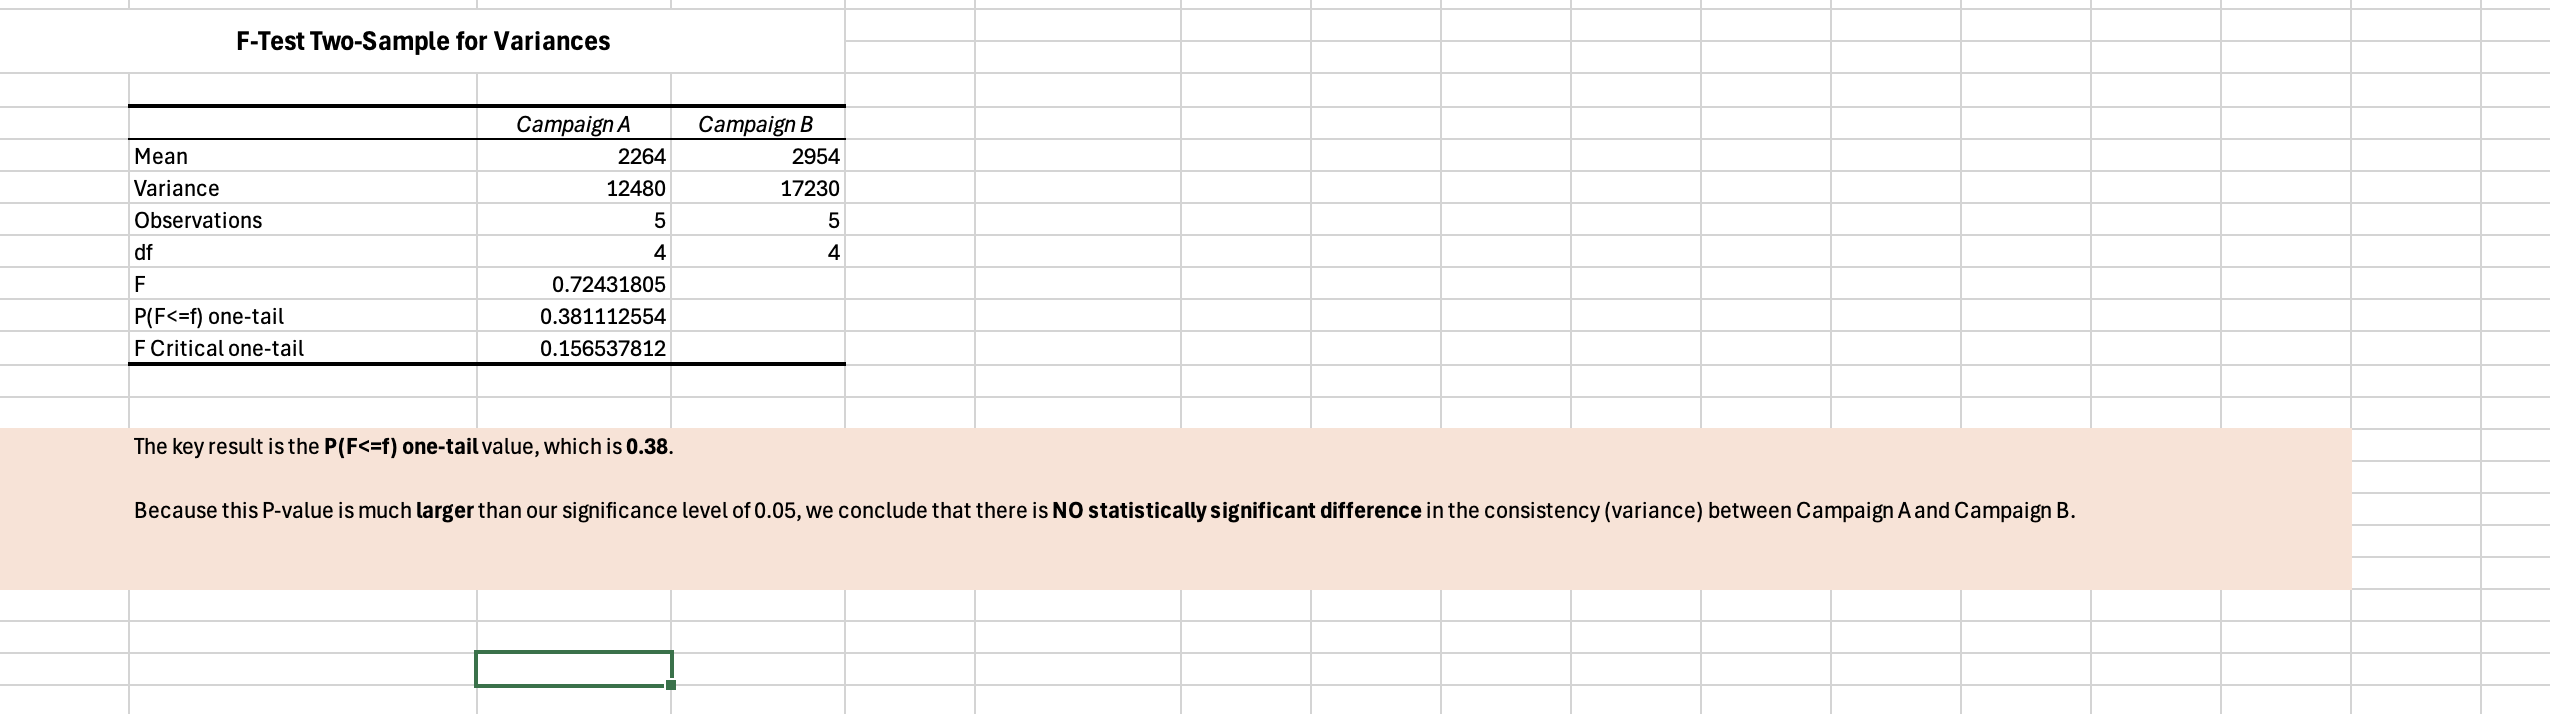 F-Test Two-Sample for Variances
Campaign A Campaign B
Mean 2264 2954
Variance 12480 17230
Observations 5 5
df 4 4
F 0.72431805
P(F<=f) one-tail 0.381112554
F Critical one-tail 0.156537812
The key result is the P(F<=f) one-tail value, which is 0.38.
Because this P-value is much larger than our significance level of 0.05, we conclude that there is NO statistically significant difference in the consistency (variance) between Campaign A and Campaign B.